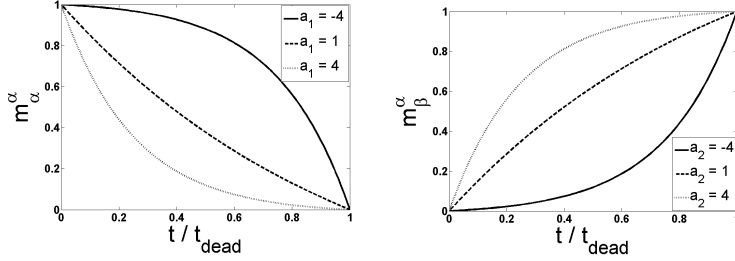 1
0.8
0.6
0.4
0.2
0
m^α_α
a_1 = -4
a_1 = 1
a_1 = 4
0 0.2 0.4 0.6 0.8 1
t / t_dead
1
0.8
0.6
0.4
0.2
0
m^α_β
a_2 = -4
a_2 = 1
a_2 = 4
0 0.2 0.4 0.6 0.8
t / t_dead